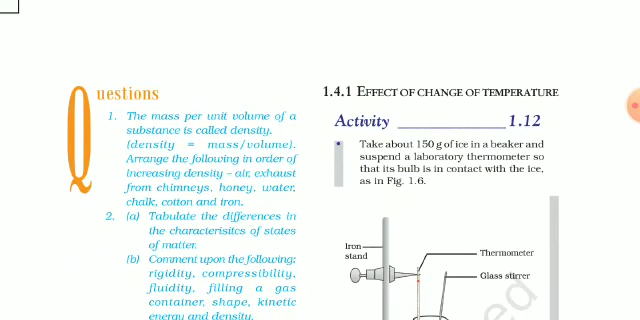 Questions
1. The mass per unit volume of a
substance is called density.
(density = mass/volume).
Arrange the following in order of
increasing density – air, exhaust
from chimneys, honey, water,
chalk, cotton and iron.
2. (a) Tabulate the differences in
the characterisitcs of states
of matter.
(b) Comment upon the following:
rigidity, compressibility,
fluidity, filling a gas
container, shape, kinetic
energy and density.
1.4.1 EFFECT OF CHANGE OF TEMPERATURE
Activity ______________ 1.12
• Take about 150 g of ice in a beaker and
suspend a laboratory thermometer so
that its bulb is in contact with the ice,
as in Fig. 1.6.
Iron
stand
Thermometer
Glass stirrer